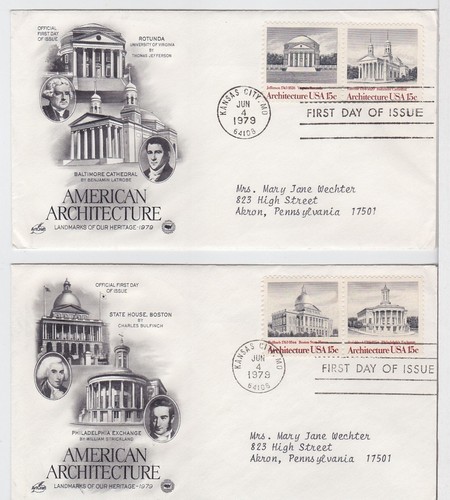 OFFICIAL
FIRST DAY
OF ISSUE
ROTUNDA
UNIVERSITY OF VIRGINIA
BY
THOMAS JEFFERSON
BALTIMORE CATHEDRAL
BY BENJAMIN LATROBE
AMERICAN
ARCHITECTURE
LANDMARKS OF OUR HERITAGE · 1979
Architecture USA 15c
Architecture USA 15c
KANSAS CITY, MO
JUN
4
1979
64108
FIRST DAY OF ISSUE
Mrs. Mary Jane Wechter
823 High Street
Akron, Pennsylvania 17501
OFFICIAL FIRST DAY
OF ISSUE
STATE HOUSE, BOSTON
BY
CHARLES BULFINCH
PHILADELPHIA EXCHANGE
BY WILLIAM STRICKLAND
AMERICAN
ARCHITECTURE
LANDMARKS OF OUR HERITAGE · 1979
Architecture USA 15c
Architecture USA 15c
KANSAS CITY, MO
JUN
4
1979
64108
FIRST DAY OF ISSUE
Mrs. Mary Jane Wechter
823 High Street
Akron, Pennsylvania 17501